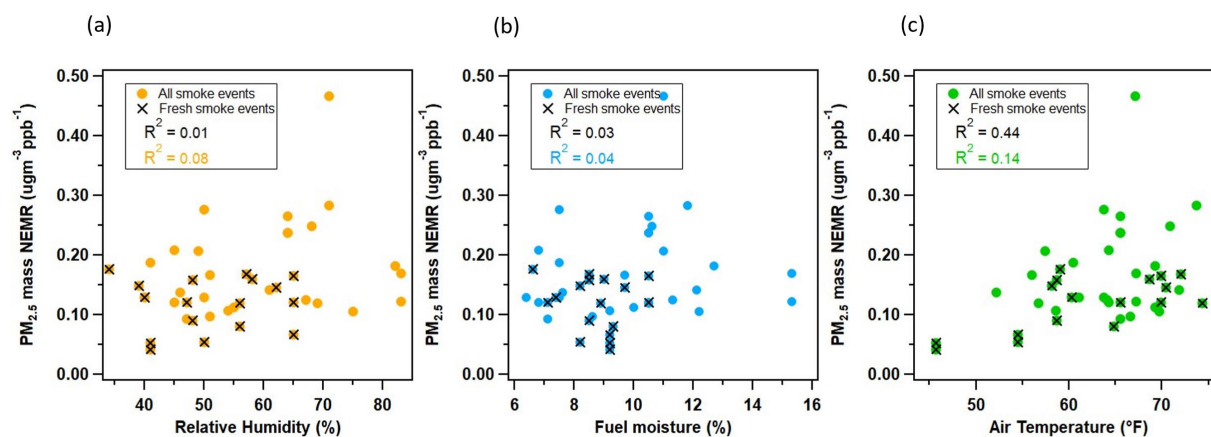 (a)
PM2.5 mass NEMR (ugm-3 ppb-1)
0.50
0.40
0.30
0.20
0.10
0.00
All smoke events
Fresh smoke events
R2 = 0.01
R2 = 0.08
40
50
60
70
80
Relative Humidity (%)
(b)
PM2.5 mass NEMR (ugm-3 ppb-1)
0.50
0.40
0.30
0.20
0.10
0.00
All smoke events
Fresh smoke events
R2 = 0.03
R2 = 0.04
6
8
10
12
14
16
Fuel moisture (%)
(c)
PM2.5 mass NEMR (ugm-3 ppb-1)
0.50
0.40
0.30
0.20
0.10
0.00
All smoke events
Fresh smoke events
R2 = 0.44
R2 = 0.14
50
60
70
Air Temperature (°F)